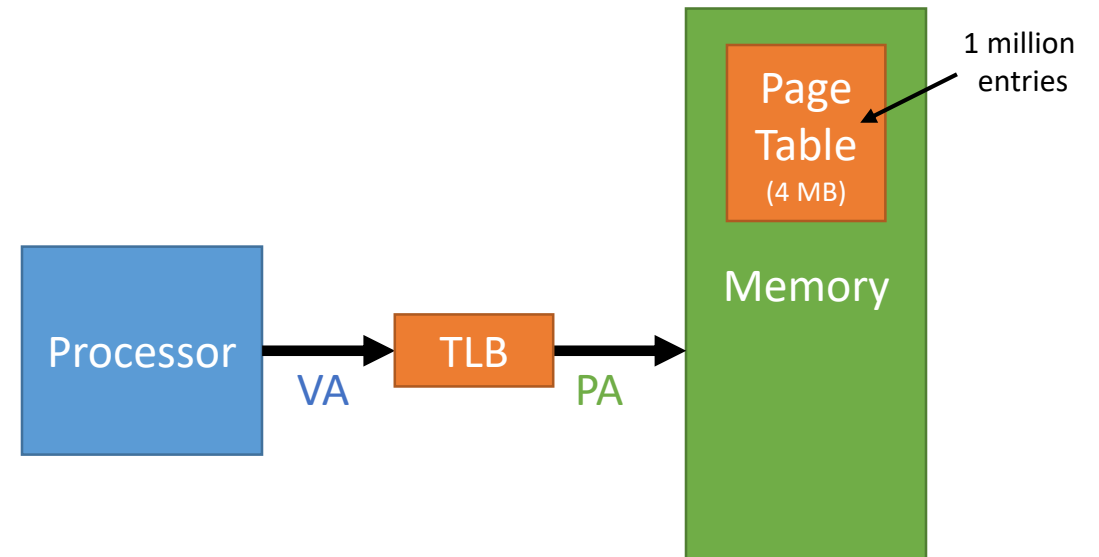 1 million
entries
Page
Table
(4 MB)
Memory
Processor
TLB
VA
PA